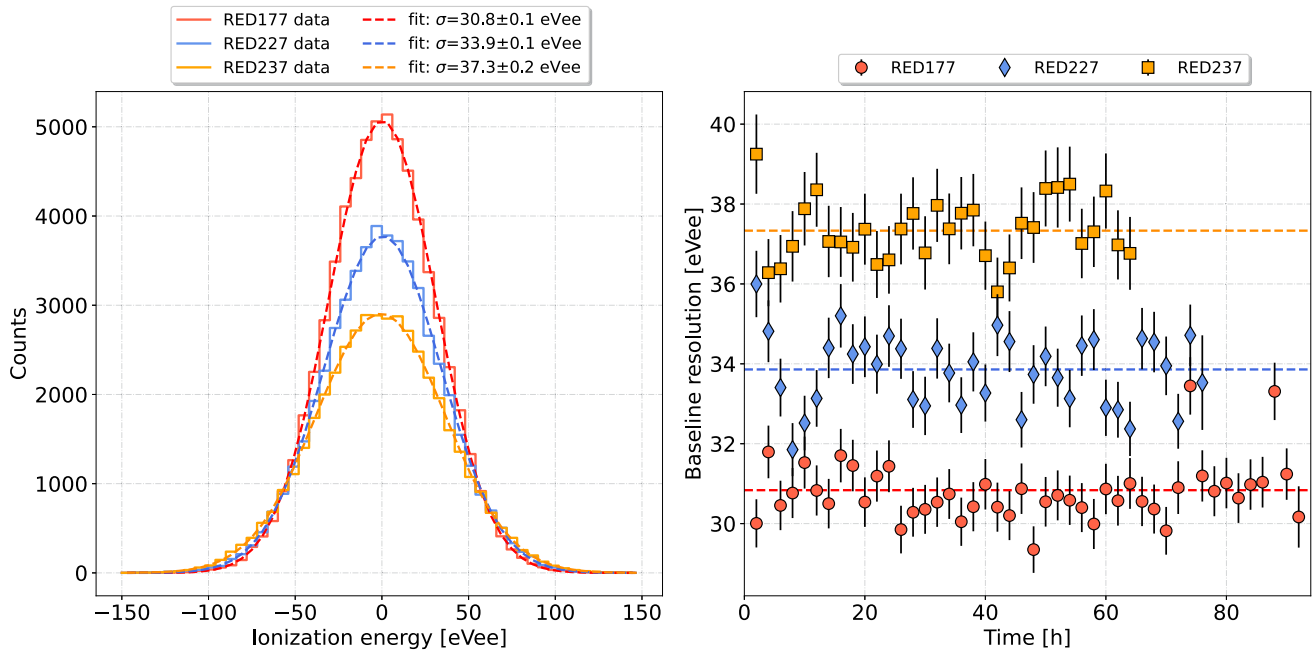 RED177 data fit: σ=30.8±0.1 eVee
RED227 data fit: σ=33.9±0.1 eVee
RED237 data fit: σ=37.3±0.2 eVee
5000
4000
3000
2000
1000
0
Counts
−150 −100 −50 0 50 100 150
Ionization energy [eVee]
RED177 RED227 RED237
40
38
36
34
32
30
Baseline resolution [eVee]
0 20 40 60 80
Time [h]